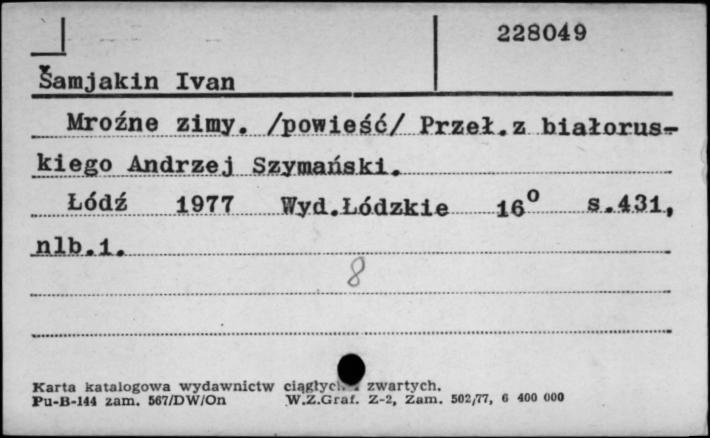 228049
Šamjakin Ivan
Mroźne zimy. /powieść/ Przeł.z białorus-
kiego Andrzej Szymański.
Łódź 1977 Wyd.Łódzkie 16⁰ s.431,
nlb.1.
8
Karta katalogowa wydawnictw zwartych.
Pu-B-144 zam. 567/DW/On W.Z.Graf. Z-2, Zam. 502/77, 6 400 000